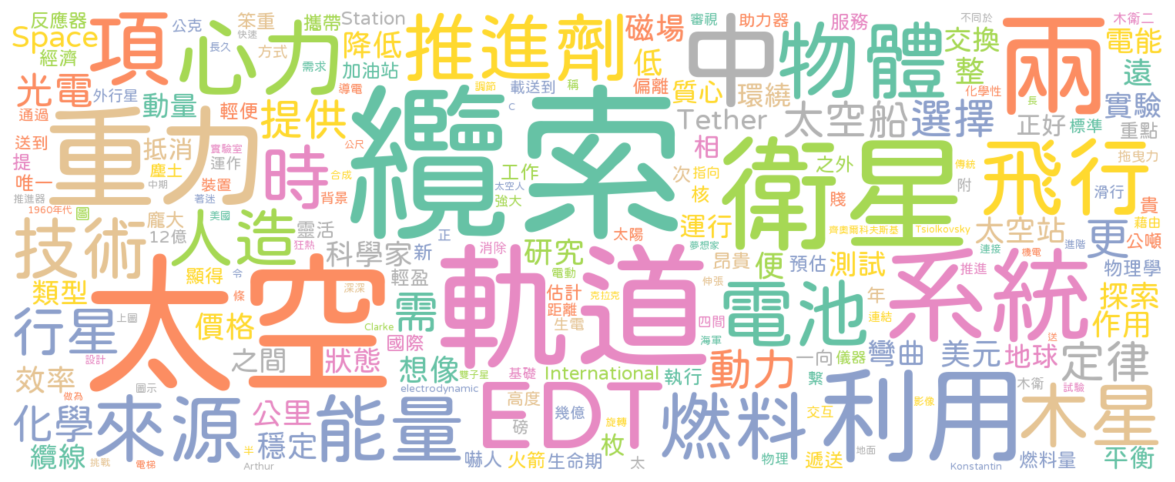 反應器 公克 笨重 攜帶 Station 推進劑 磁場 審視 助力器 服務 不同於 木衛二
Space 項 心力 快速 方式 降低 中 物體 交換 兩 電能
經濟 長久 需求 加油站 低 偏離 載送到 稱 整 化學性 遠
光電 外行星 動量 導電 調節 質心 環繞 長 實驗
通過 重力 輕便 提供 纜索 C Tether 太空船 選擇 正好 標準 重點
送到 實驗室 抵消 運作 公尺 相 衛星 之外 飛行 拖曳力
提 塵土 合成 時 工作 次 指向 傳統
唯一 中期 裝置 著迷 太空人 強大 核 賤 附 滑行
推進器 背景 正 運行 貴
1960年代 圖 美國 龐大 靈活 太陽 齊奧爾科夫斯基 Tsiolkovsky 太空站 更 藉由
技術 12億 人造 狂熱 科學家 新 消除 研究 夢想家 昂貴 便 預估 測試 連接 機電 進階 公噸
顯得 令 輕盈 電動 軌道 伸張 系統 推進 物理學
類型 太空 條 深深 需 估計 克拉克 電池 年 探索
行星 上圖 價格 Clarke 距離 生電 四間 連結 作用
之間 狀態 國際 海軍 一向 儀器 彎曲 美元 地球 送 定律
效率 設計 圖示 想像 雙子星 基礎 International 執行 動力 繫 木衛 試驗
做為 electrodynamic EDT 高度 幾億 旋轉 燃料 交互 利用 影像 木星
化學 來源 公里 能量 磅 枚
纜線 挑戰 電梯 穩定 半 Arthur 嚇人 火箭 生命期 太 物理 遞送 地面 Konstantin 燃料量 平衡